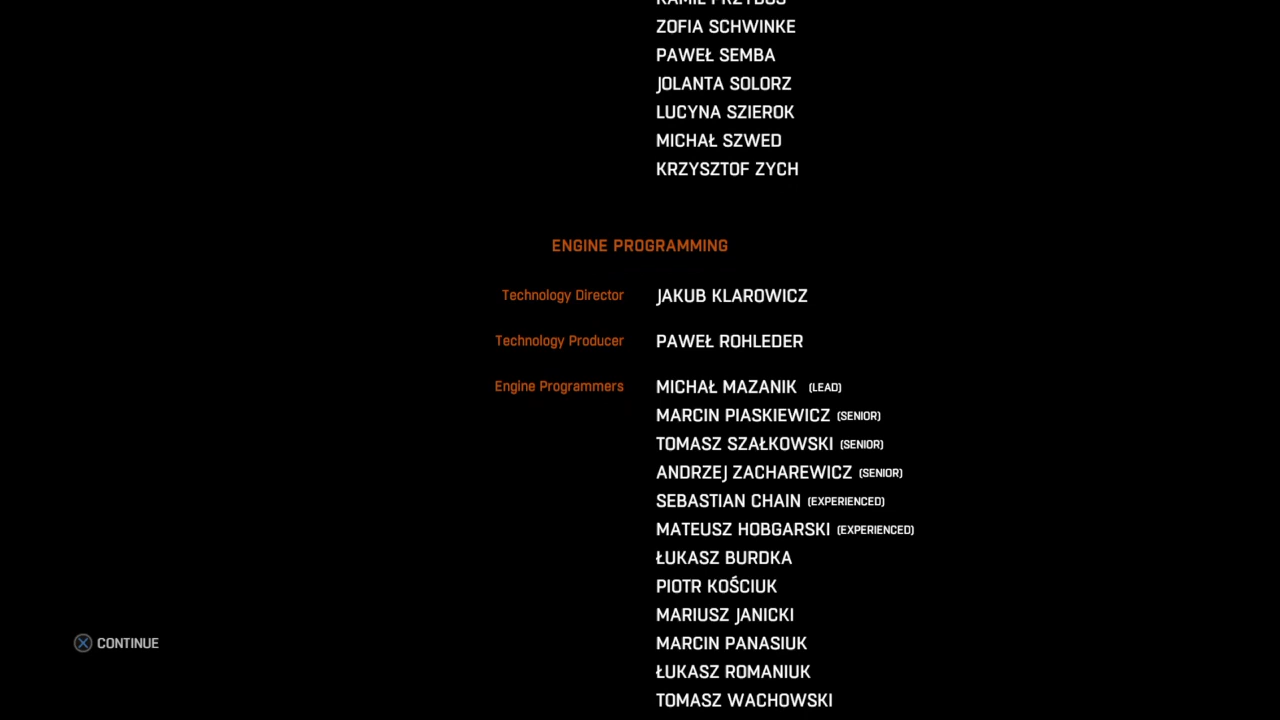 KAMIL PRZYBOŚ
ZOFIA SCHWINKE
PAWEŁ SEMBA
JOLANTA SOLORZ
LUCYNA SZIEROK
MICHAŁ SZWED
KRZYSZTOF ZYCH
ENGINE PROGRAMMING
Technology Director JAKUB KLAROWICZ
Technology Producer PAWEŁ ROHLEDER
Engine Programmers MICHAŁ MAZANIK (LEAD)
MARCIN PIASKIEWICZ (SENIOR)
TOMASZ SZAŁKOWSKI (SENIOR)
ANDRZEJ ZACHAREWICZ (SENIOR)
SEBASTIAN CHAIN (EXPERIENCED)
MATEUSZ HOBGARSKI (EXPERIENCED)
ŁUKASZ BURDKA
PIOTR KOŚCIUK
MARIUSZ JANICKI
CONTINUE
MARCIN PANASIUK
ŁUKASZ ROMANIUK
TOMASZ WACHOWSKI